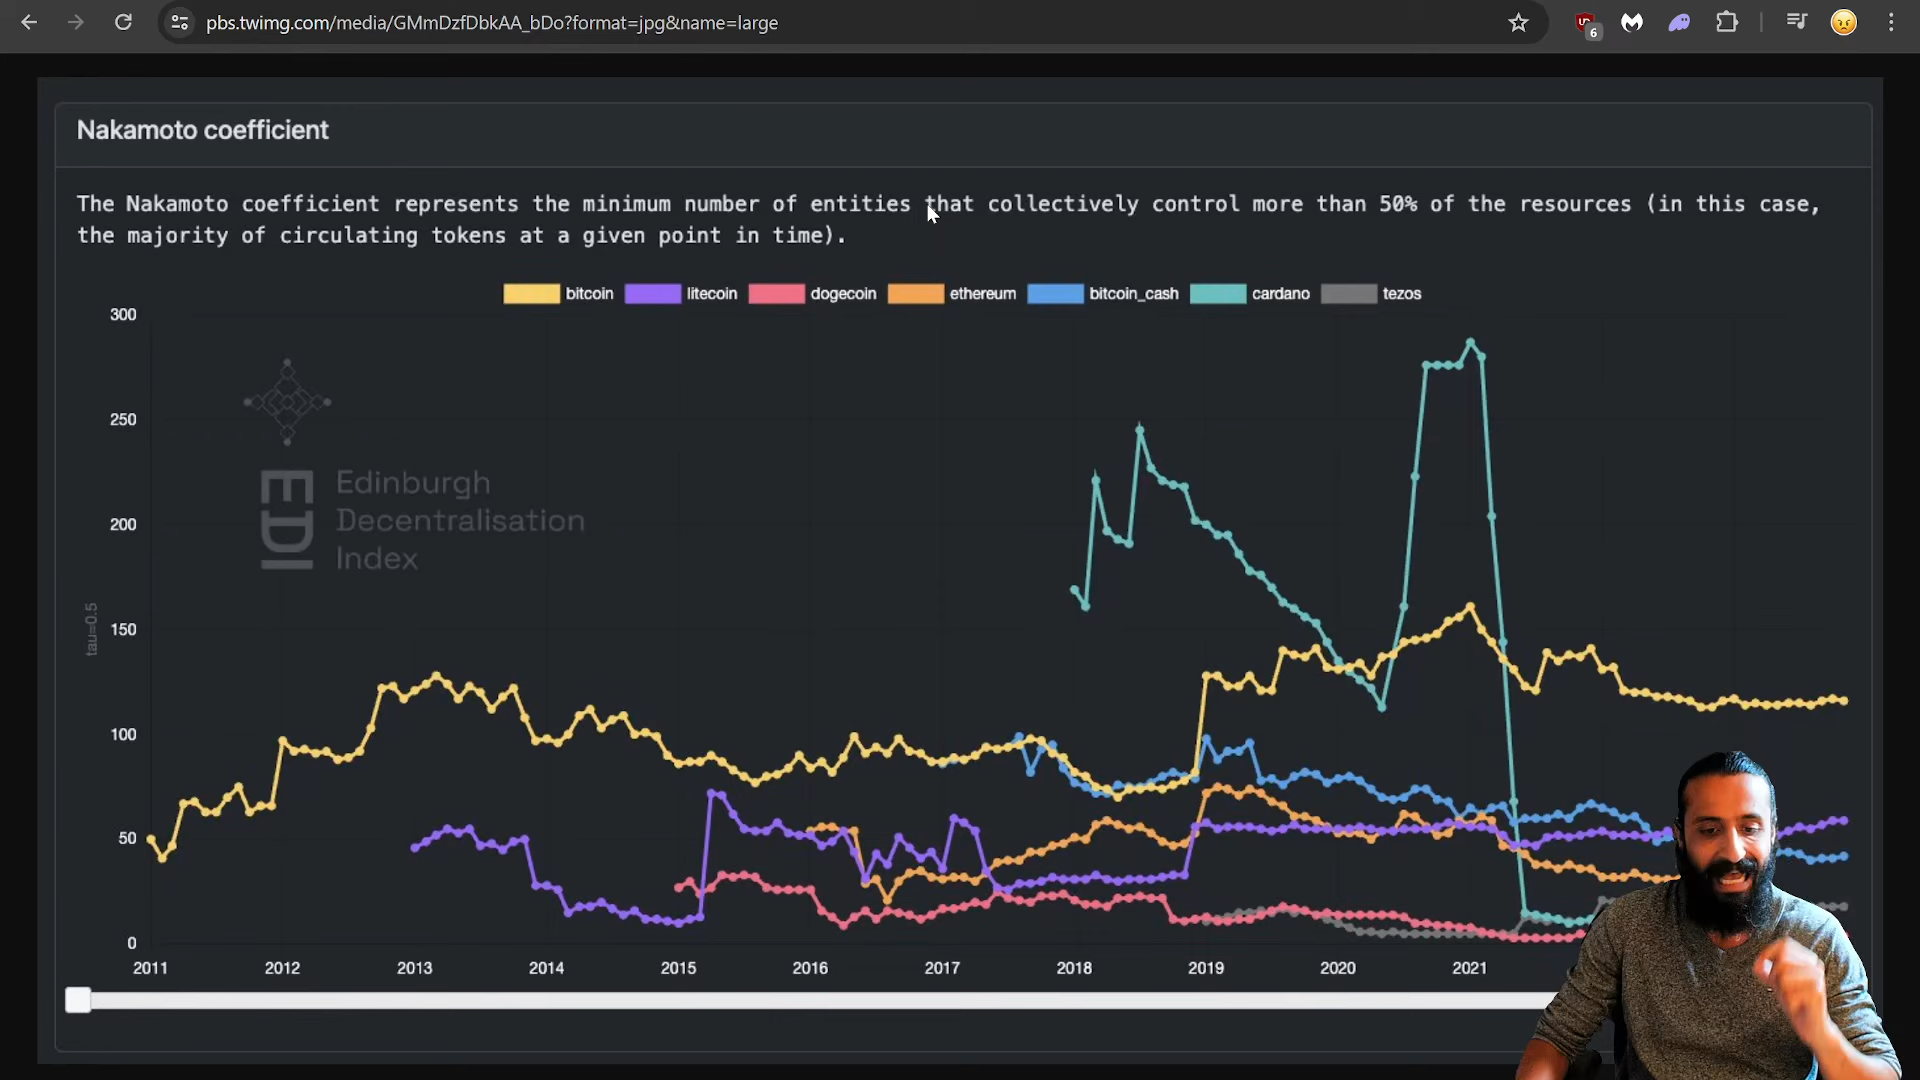 pbs.twimg.com/media/GMmDzfDbkAA_bDo?format=jpg&name=large
6
Nakamoto coefficient
The Nakamoto coefficient represents the minimum number of entities that collectively control more than 50% of the resources (in this case,
the majority of circulating tokens at a given point in time).
bitcoin litecoin dogecoin ethereum bitcoin_cash cardano tezos
300
250
200
150
100
50
0
tau=0.5
EDI
Edinburgh
Decentralisation
Index
2011 2012 2013 2014 2015 2016 2017 2018 2019 2020 2021